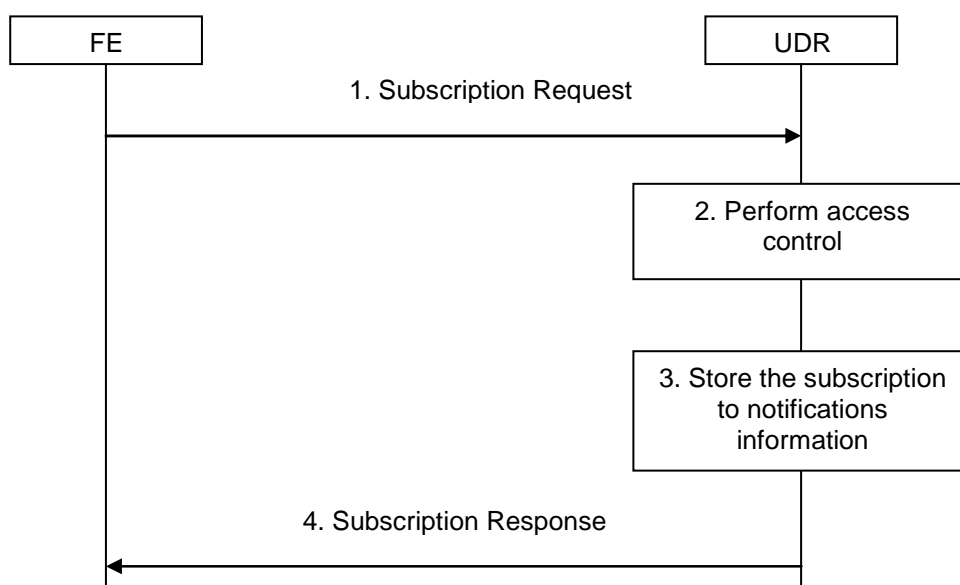 FE
UDR
1. Subscription Request
2. Perform access
control
3. Store the subscription
to notifications
information
4. Subscription Response